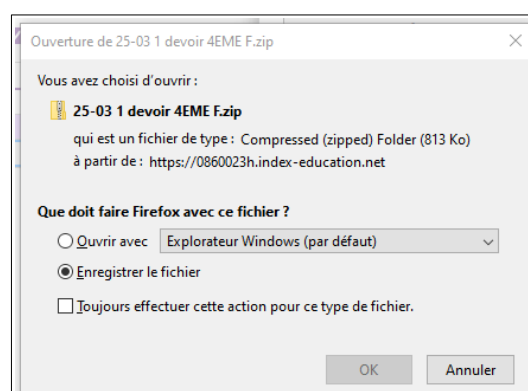 Ouverture de 25-03 1 devoir 4EME F.zip
Vous avez choisi d'ouvrir :
25-03 1 devoir 4EME F.zip
qui est un fichier de type : Compressed (zipped) Folder (813 Ko)
à partir de : https://0860023h.index-education.net
Que doit faire Firefox avec ce fichier ?
Ouvrir avec Explorateur Windows (par défaut)
Enregistrer le fichier
Toujours effectuer cette action pour ce type de fichier.
OK Annuler